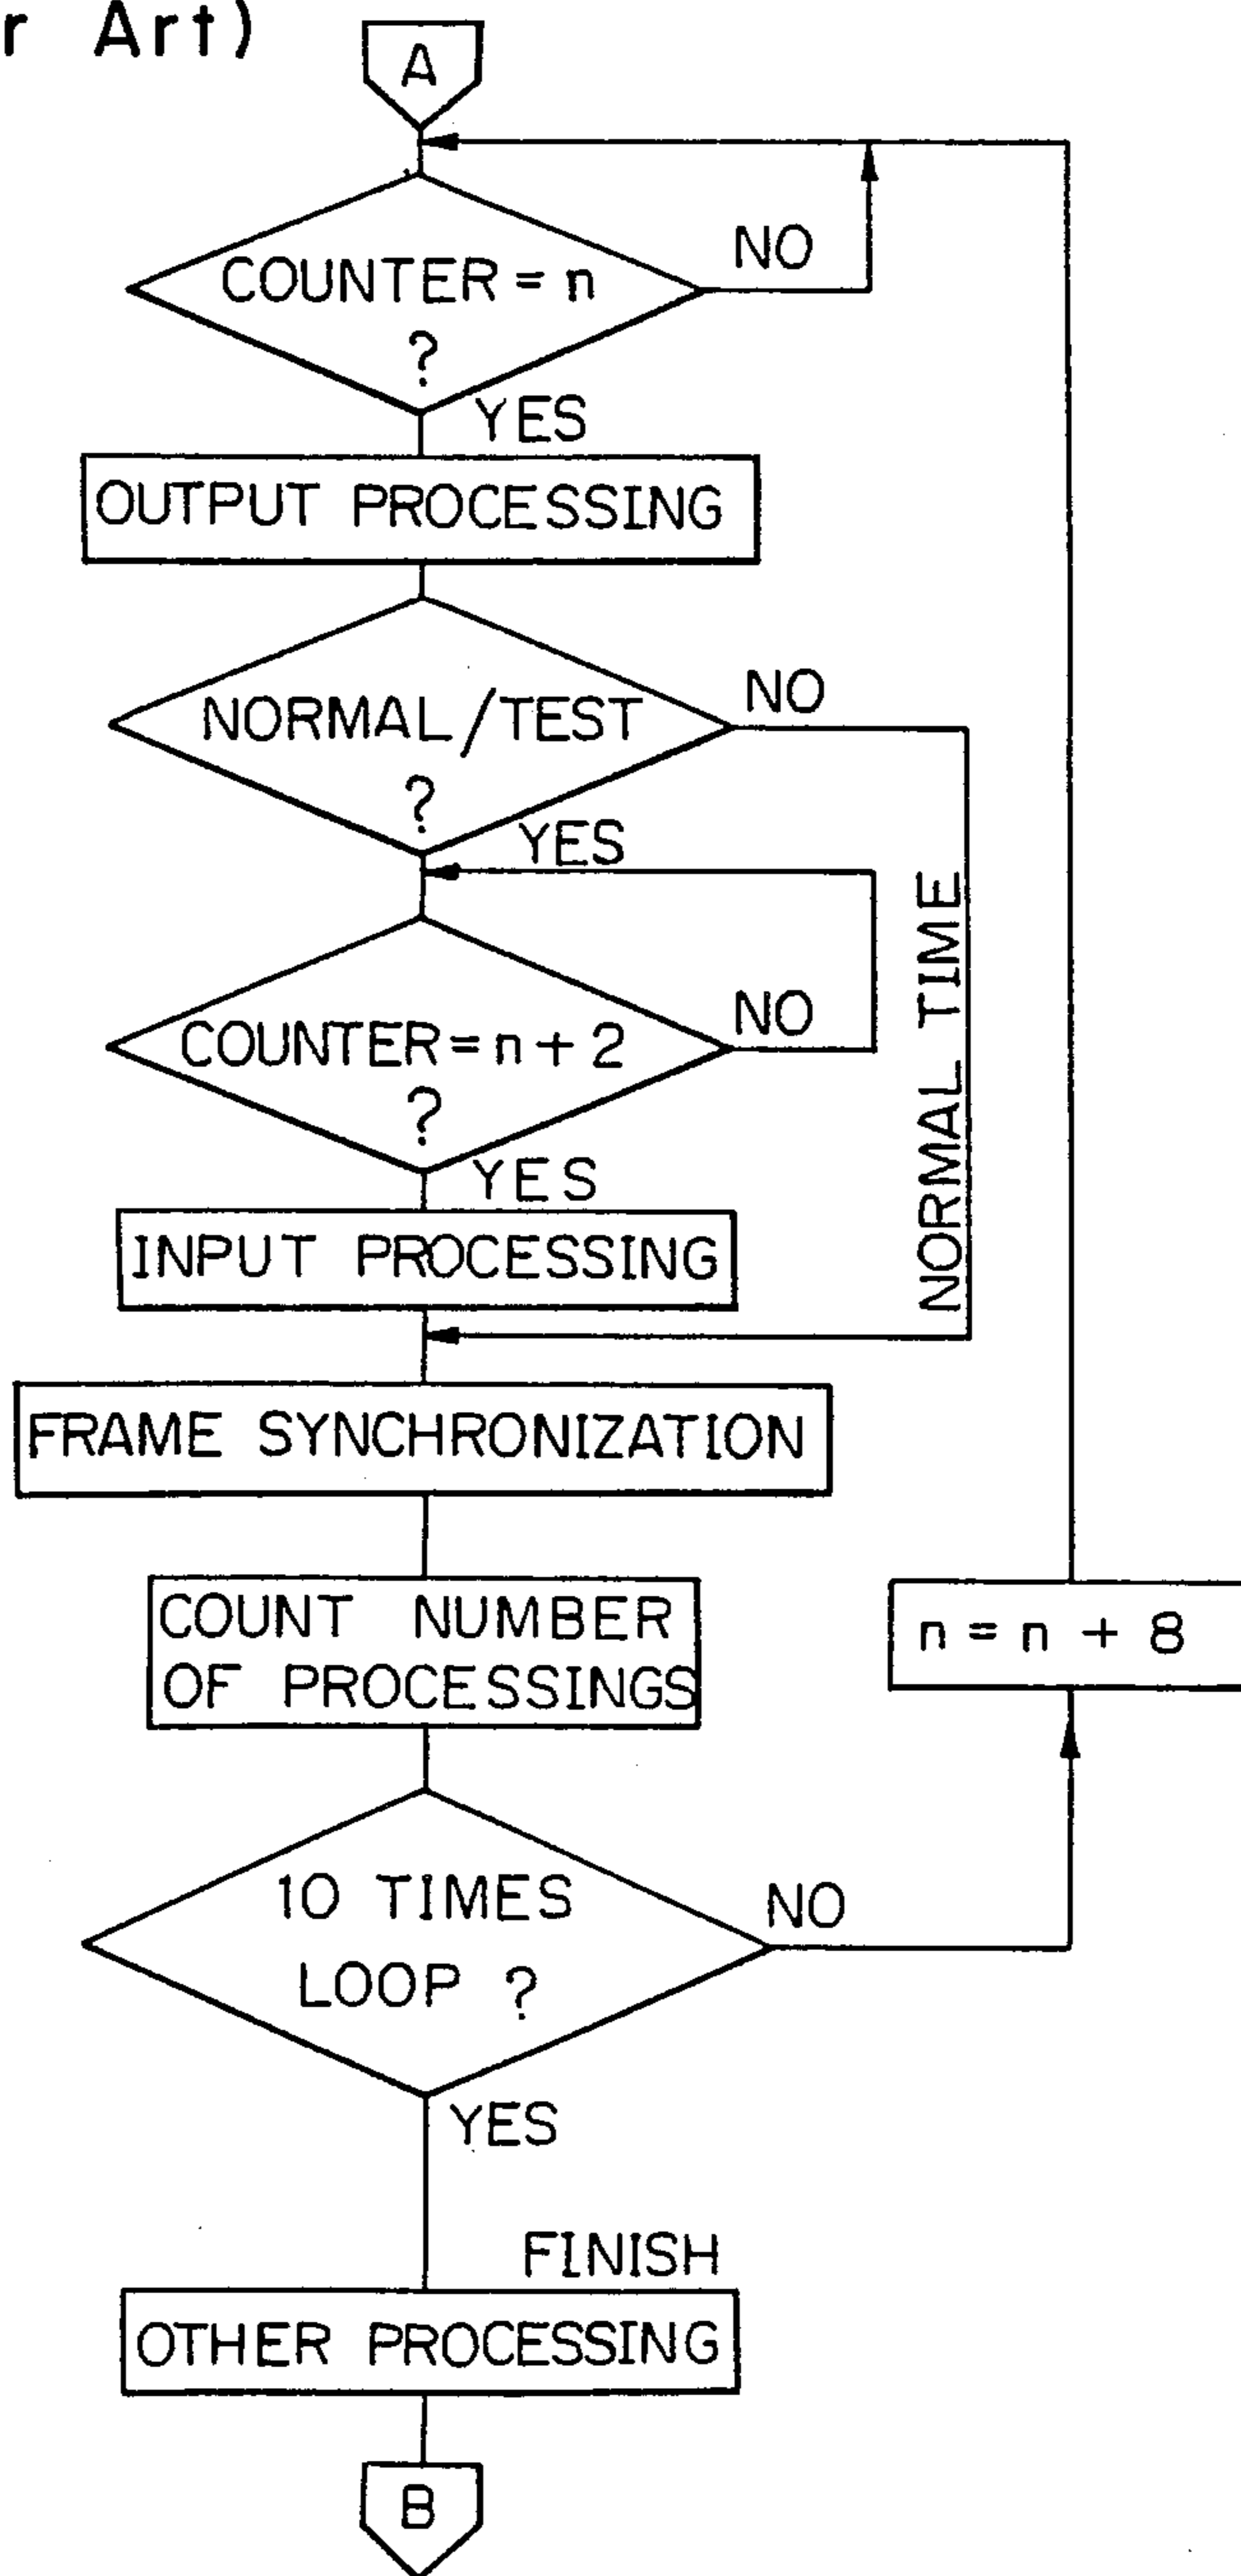 r Art)
A
COUNTER = n
?
NO
YES
OUTPUT PROCESSING
NORMAL/TEST
?
NO
YES
COUNTER = n + 2
?
NO
YES
NORMAL TIME
INPUT PROCESSING
FRAME SYNCHRONIZATION
COUNT NUMBER
OF PROCESSINGS
n = n + 8
10 TIMES
LOOP ?
NO
YES
FINISH
OTHER PROCESSING
B